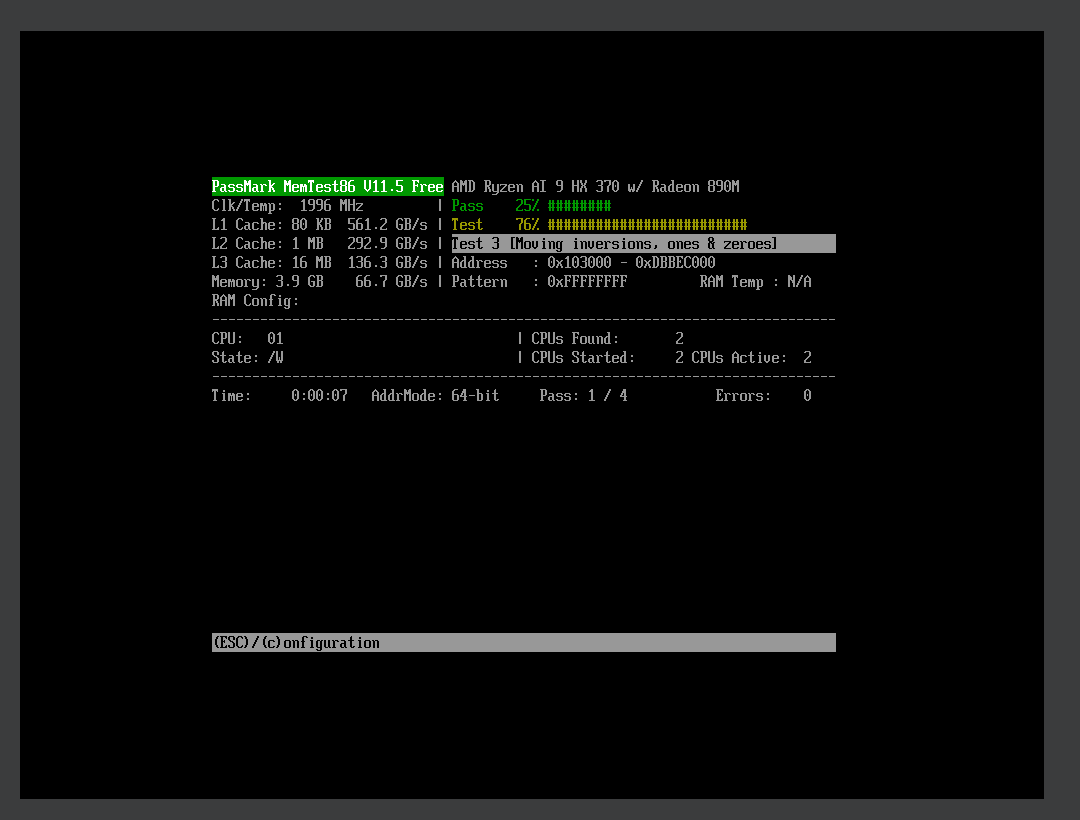 PassMark MemTest86 V11.5 Free AMD Ryzen AI 9 HX 370 w/ Radeon 890M
Clk/Temp:  1996 MHz         | Pass    25% ########
L1 Cache: 80 KB  561.2 GB/s | Test    76% #########################
L2 Cache: 1 MB   292.9 GB/s | Test 3 [Moving inversions, ones & zeroes]
L3 Cache: 16 MB  136.3 GB/s | Address   : 0x103000 - 0xDBBEC000
Memory: 3.9 GB    66.7 GB/s | Pattern   : 0xFFFFFFFF         RAM Temp : N/A
RAM Config:
------------------------------------------------------------------------------
CPU:   01                             | CPUs Found:       2
State: /W                             | CPUs Started:     2 CPUs Active:  2
------------------------------------------------------------------------------
Time:     0:00:07   AddrMode: 64-bit     Pass: 1 / 4           Errors:    0
(ESC)/(c)onfiguration